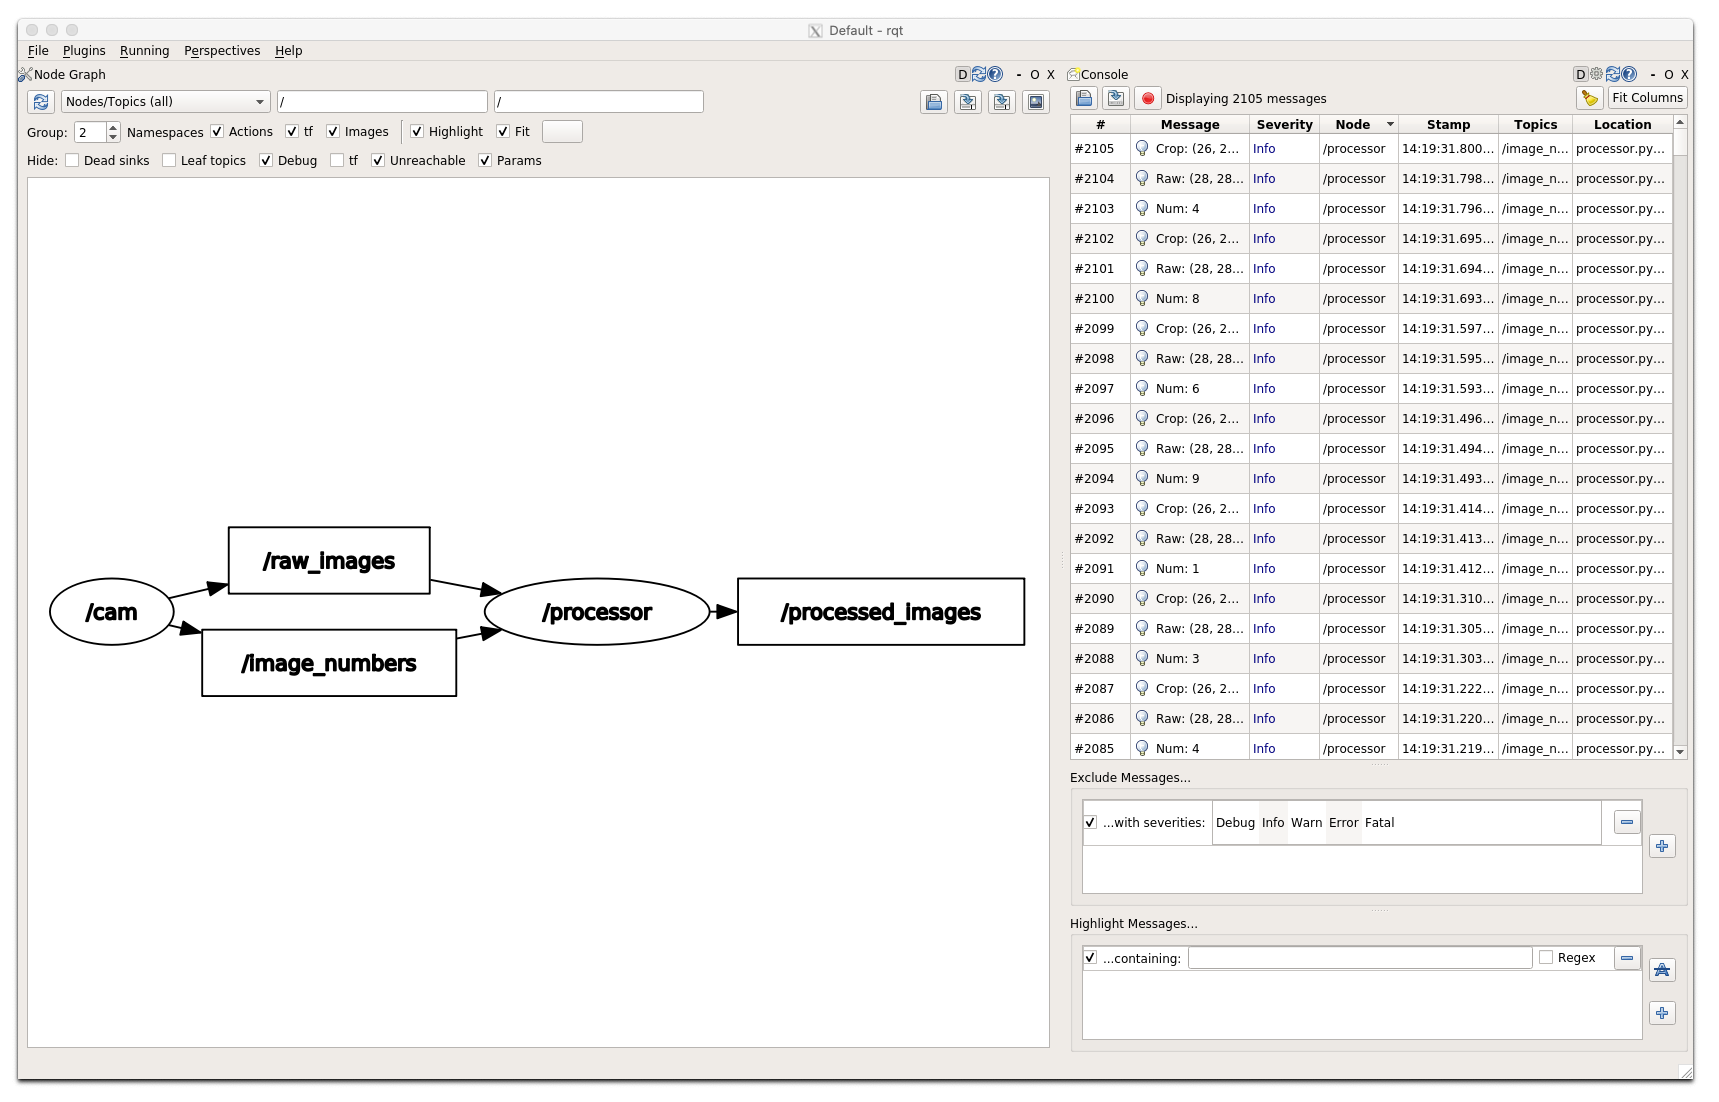 Default - rqt
File Plugins Running Perspectives Help
Node Graph D ? - O X
Nodes/Topics (all) / /
Group: 2 Namespaces Actions tf Images Highlight Fit
Hide: Dead sinks Leaf topics Debug tf Unreachable Params
/raw_images
/cam /processor /processed_images
/image_numbers
Console D ? - O X
Displaying 2105 messages Fit Columns
# Message Severity Node Stamp Topics Location
#2105 Crop: (26, 2... Info /processor 14:19:31.800... /image_n... processor.py...
#2104 Raw: (28, 28... Info /processor 14:19:31.798... /image_n... processor.py...
#2103 Num: 4 Info /processor 14:19:31.796... /image_n... processor.py...
#2102 Crop: (26, 2... Info /processor 14:19:31.695... /image_n... processor.py...
#2101 Raw: (28, 28... Info /processor 14:19:31.694... /image_n... processor.py...
#2100 Num: 8 Info /processor 14:19:31.693... /image_n... processor.py...
#2099 Crop: (26, 2... Info /processor 14:19:31.597... /image_n... processor.py...
#2098 Raw: (28, 28... Info /processor 14:19:31.595... /image_n... processor.py...
#2097 Num: 6 Info /processor 14:19:31.593... /image_n... processor.py...
#2096 Crop: (26, 2... Info /processor 14:19:31.496... /image_n... processor.py...
#2095 Raw: (28, 28... Info /processor 14:19:31.494... /image_n... processor.py...
#2094 Num: 9 Info /processor 14:19:31.493... /image_n... processor.py...
#2093 Crop: (26, 2... Info /processor 14:19:31.414... /image_n... processor.py...
#2092 Raw: (28, 28... Info /processor 14:19:31.413... /image_n... processor.py...
#2091 Num: 1 Info /processor 14:19:31.412... /image_n... processor.py...
#2090 Crop: (26, 2... Info /processor 14:19:31.310... /image_n... processor.py...
#2089 Raw: (28, 28... Info /processor 14:19:31.305... /image_n... processor.py...
#2088 Num: 3 Info /processor 14:19:31.303... /image_n... processor.py...
#2087 Crop: (26, 2... Info /processor 14:19:31.222... /image_n... processor.py...
#2086 Raw: (28, 28... Info /processor 14:19:31.220... /image_n... processor.py...
#2085 Num: 4 Info /processor 14:19:31.219... /image_n... processor.py...
Exclude Messages...
...with severities: Debug Info Warn Error Fatal
Highlight Messages...
...containing: Regex